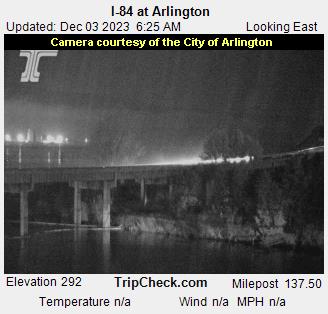 I-84 at Arlington
Updated: Dec 03 2023 6:25 AM Looking East
Camera courtesy of the City of Arlington
Elevation 292 TripCheck.com Milepost 137.50
Temperature n/a Wind n/a MPH n/a